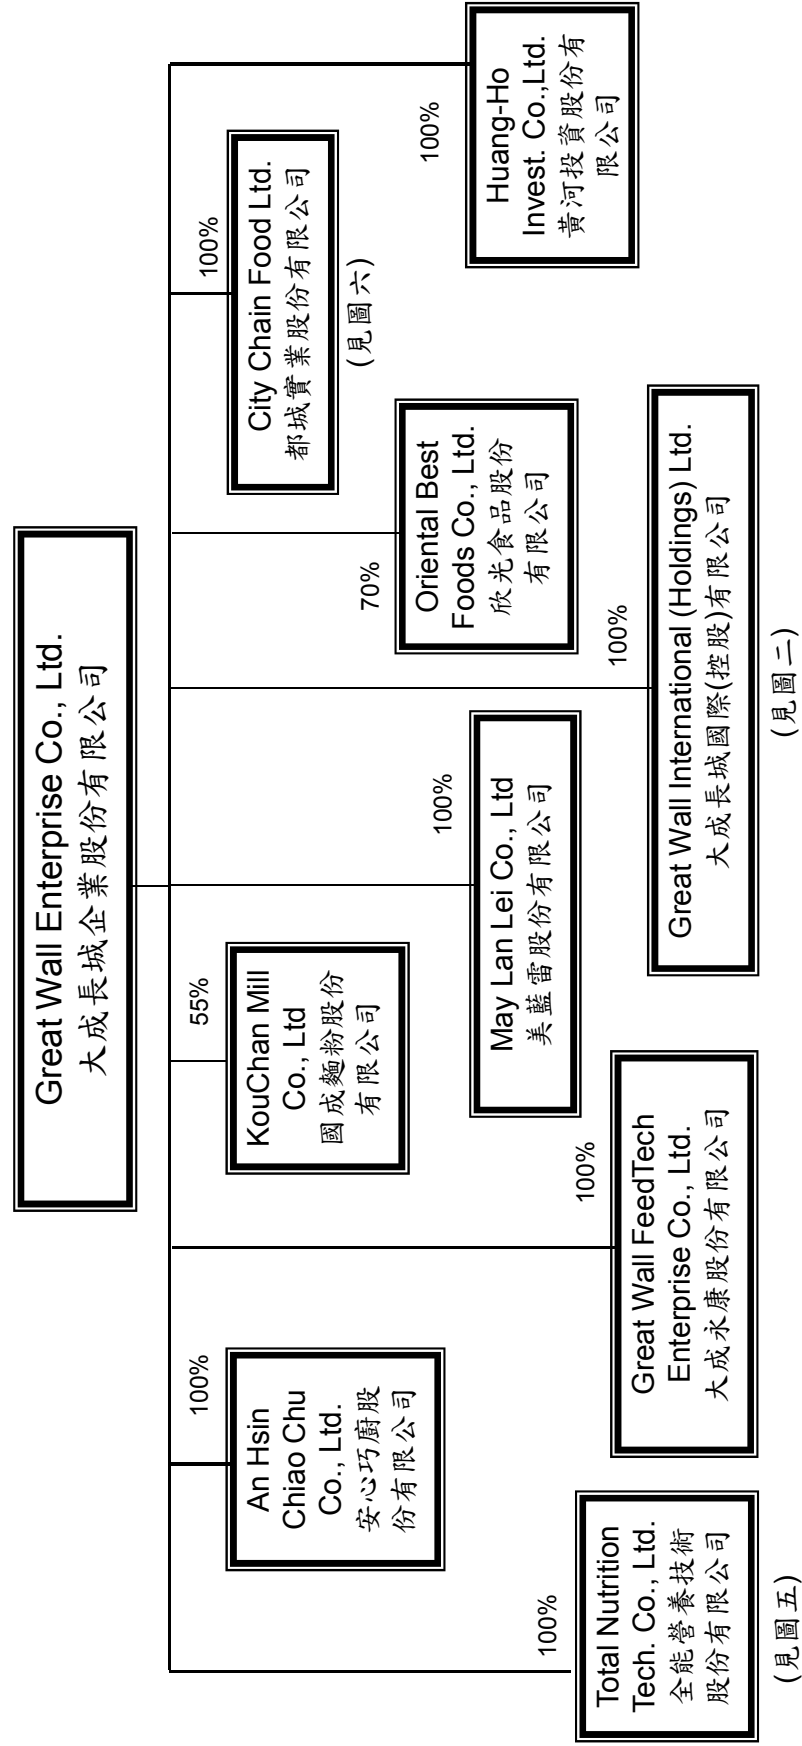 Great Wall Enterprise Co., Ltd.
大成長城企業股份有限公司
100%
An Hsin
Chiao Chu
Co., Ltd.
安心巧廚股
份有限公司
55%
KouChan Mill
Co., Ltd
國成麵粉股份
有限公司
100%
City Chain Food Ltd.
都城實業股份有限公司
(見圖六)
70%
Oriental Best
Foods Co., Ltd.
欣光食品股份
有限公司
100%
May Lan Lei Co., Ltd
美藍雷股份有限公司
100%
Huang-Ho
Invest. Co.,Ltd.
黃河投資股份有
限公司
100%
Total Nutrition
Tech. Co., Ltd.
全能營養技術
股份有限公司
(見圖五)
100%
Great Wall FeedTech
Enterprise Co., Ltd.
大成永康股份有限公司
100%
Great Wall International (Holdings) Ltd.
大成長城國際(控股)有限公司
(見圖二)